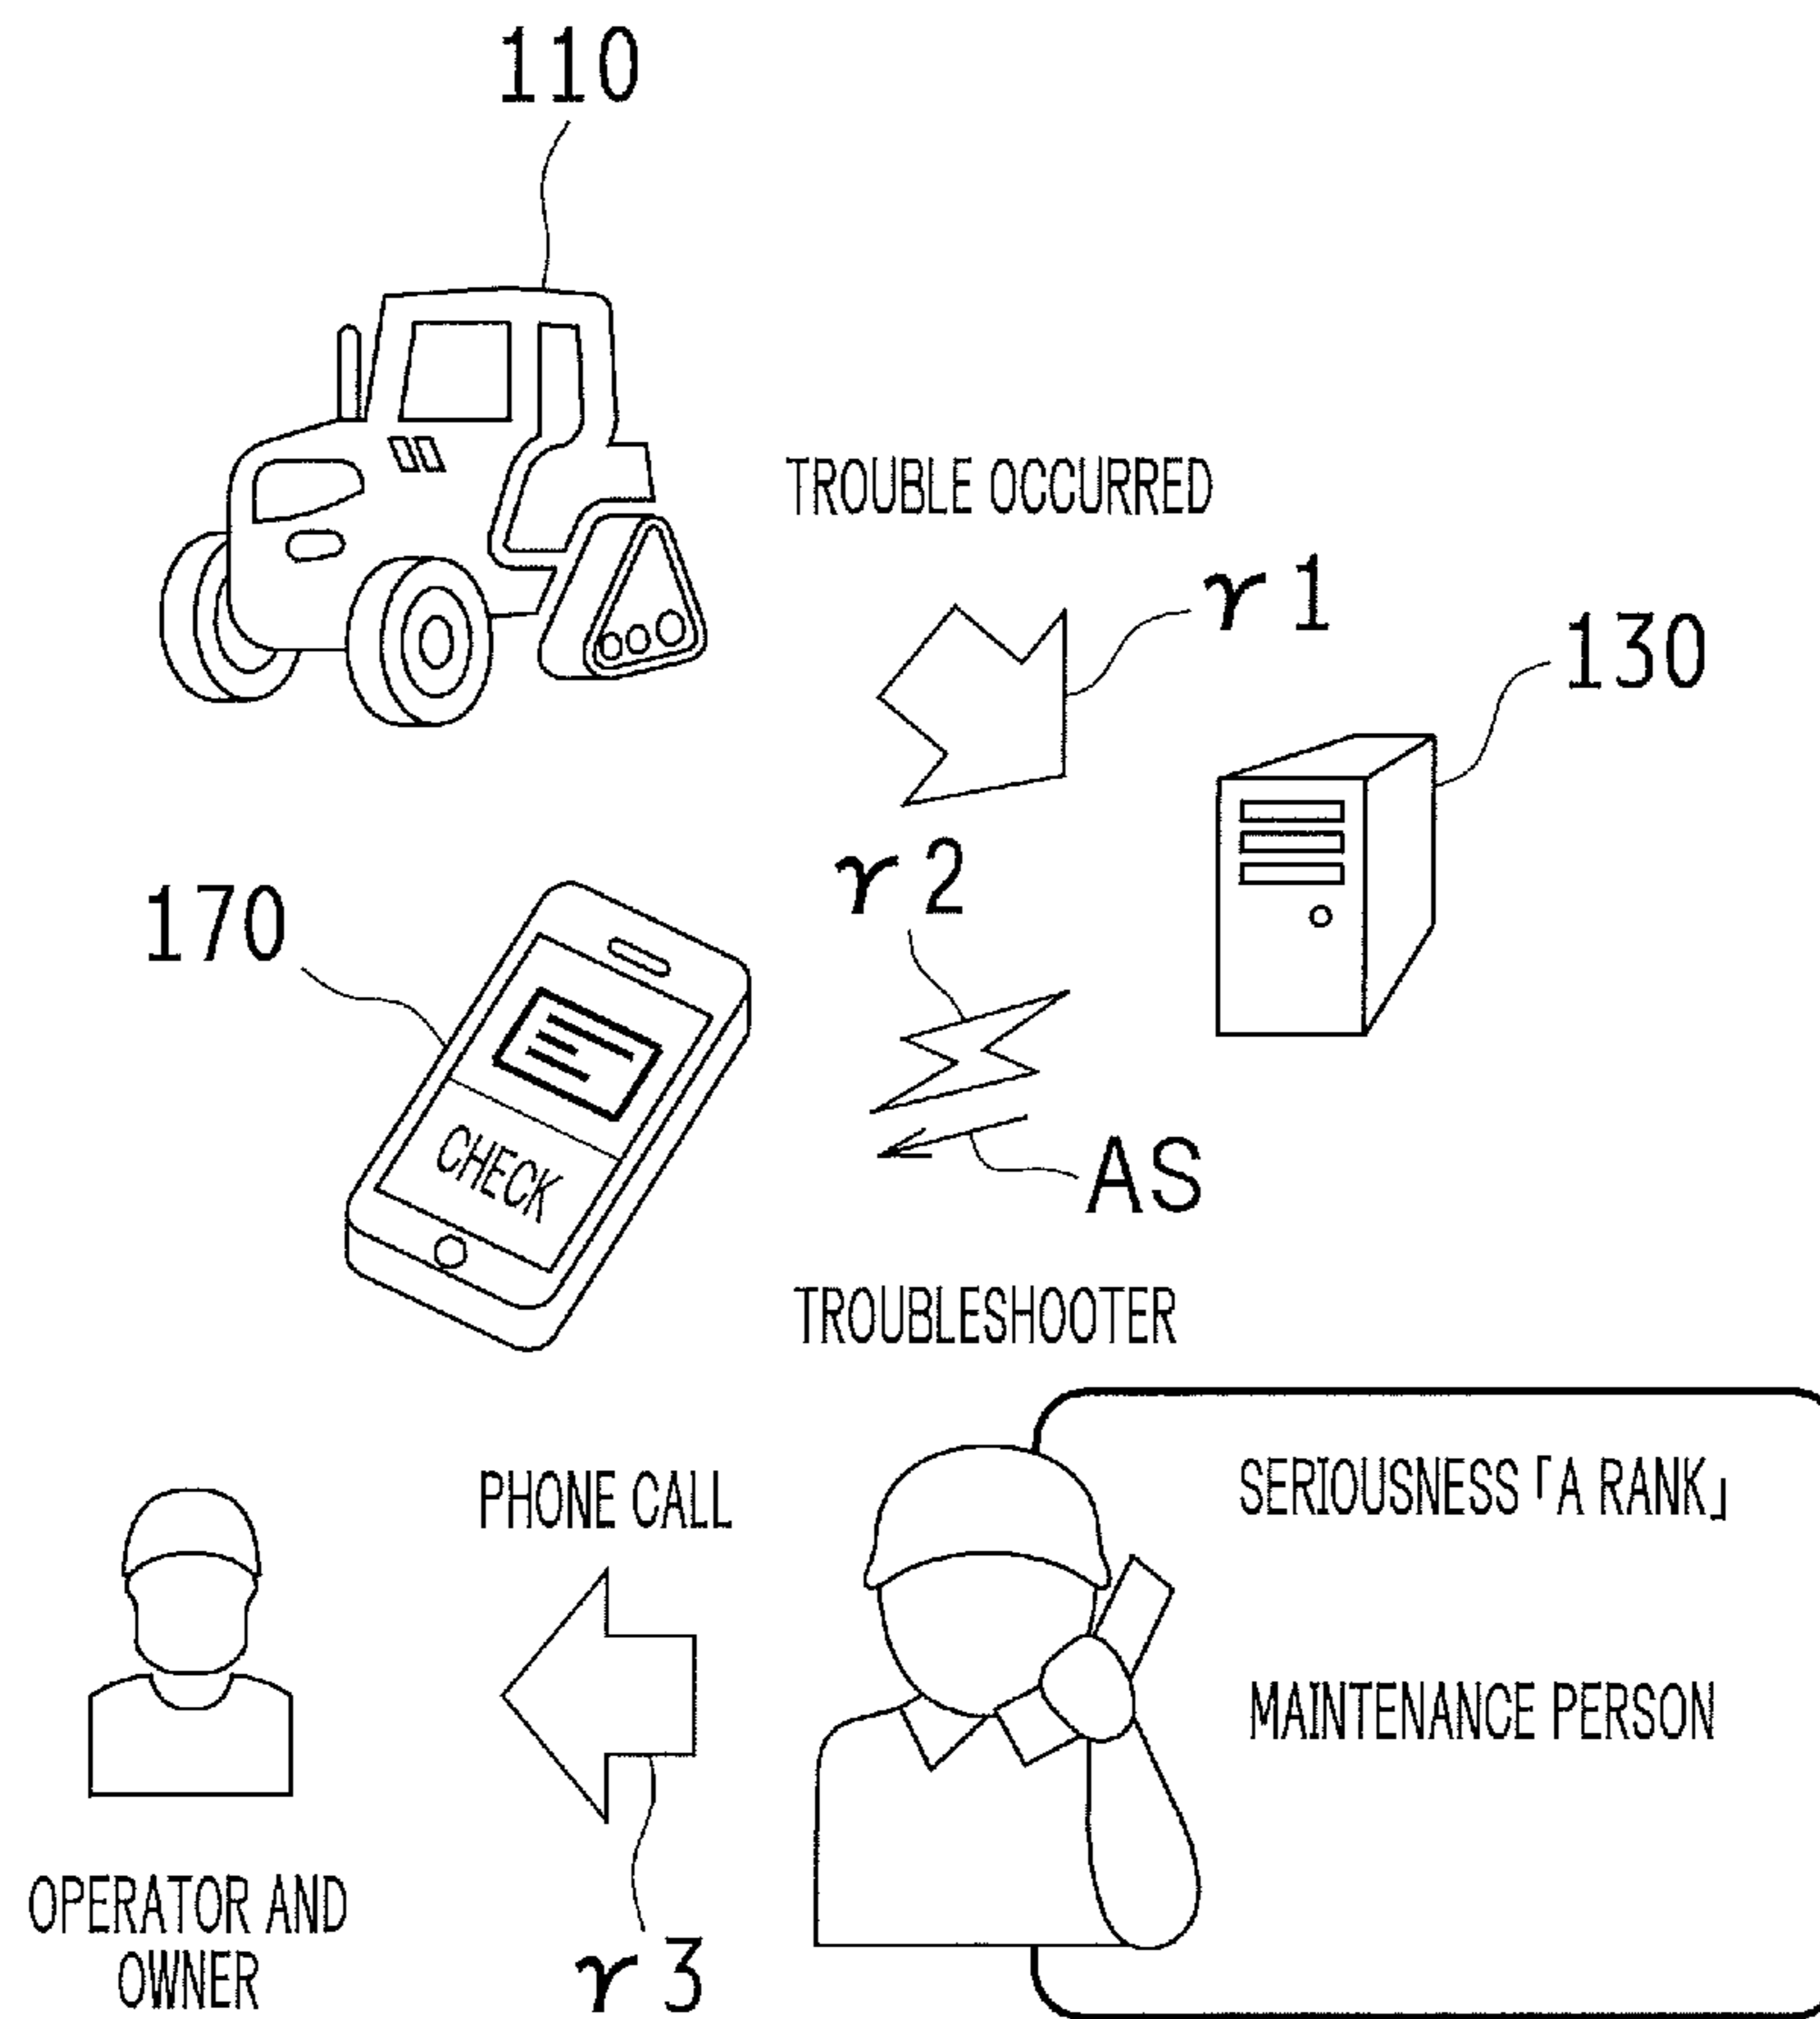 110
TROUBLE OCCURRED
γ1
130
γ2
170
CHECK
AS
TROUBLESHOOTER
SERIOUSNESS「A RANK」
PHONE CALL
MAINTENANCE PERSON
OPERATOR AND
OWNER
γ3